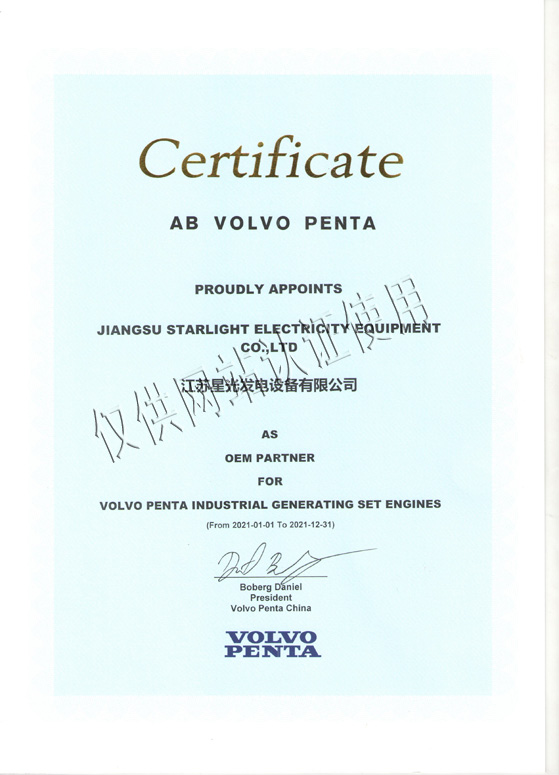 Certificate
AB VOLVO PENTA
PROUDLY APPOINTS
JIANGSU STARLIGHT ELECTRICITY EQUIPMENT
CO.,LTD
江苏星光发电设备有限公司
仅供网站认证使用
AS
OEM PARTNER
FOR
VOLVO PENTA INDUSTRIAL GENERATING SET ENGINES
(From 2021-01-01 To 2021-12-31)
Boberg Daniel
President
Volvo Penta China
VOLVO
PENTA